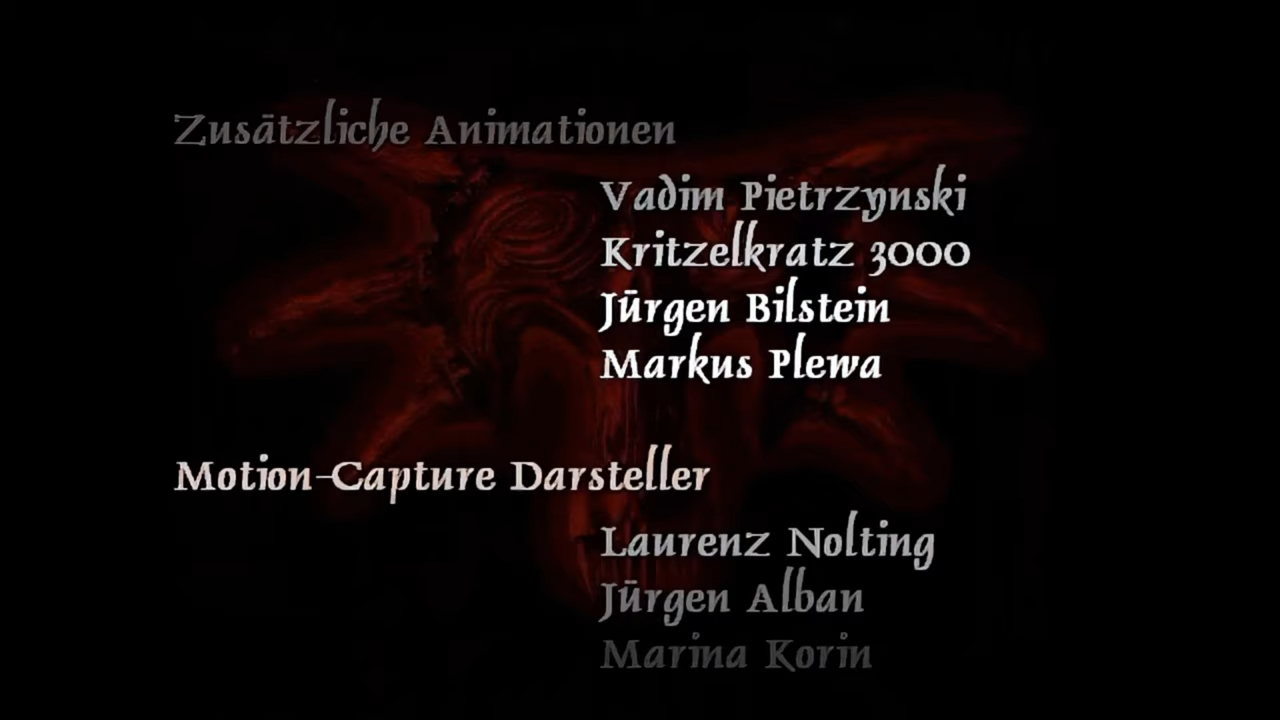 Zusätzliche Animationen
Vadim Pietrzynski
Kritzelkratz 3000
Jürgen Bilstein
Markus Plewa
Motion-Capture Darsteller
Laurenz Nolting
Jürgen Alban
Marina Korin